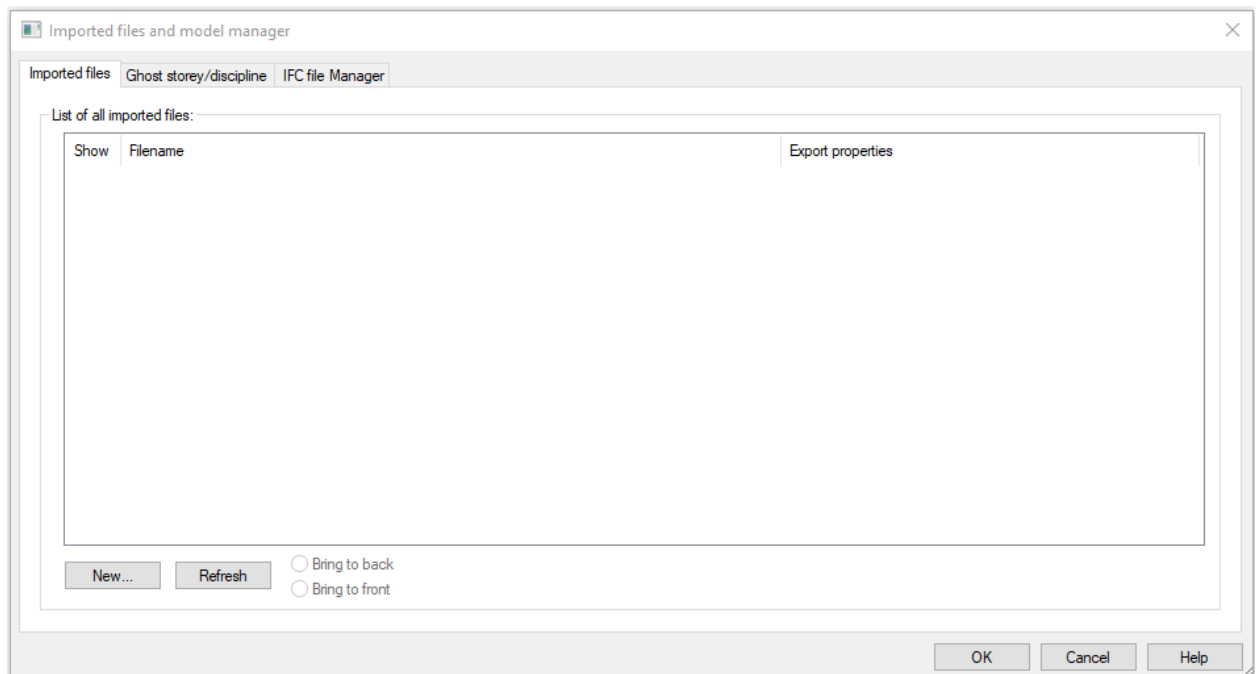 Imported files and model manager
Imported files Ghost storey/discipline IFC file Manager
List of all imported files:
Show Filename Export properties
New... Refresh Bring to back
Bring to front
OK Cancel Help